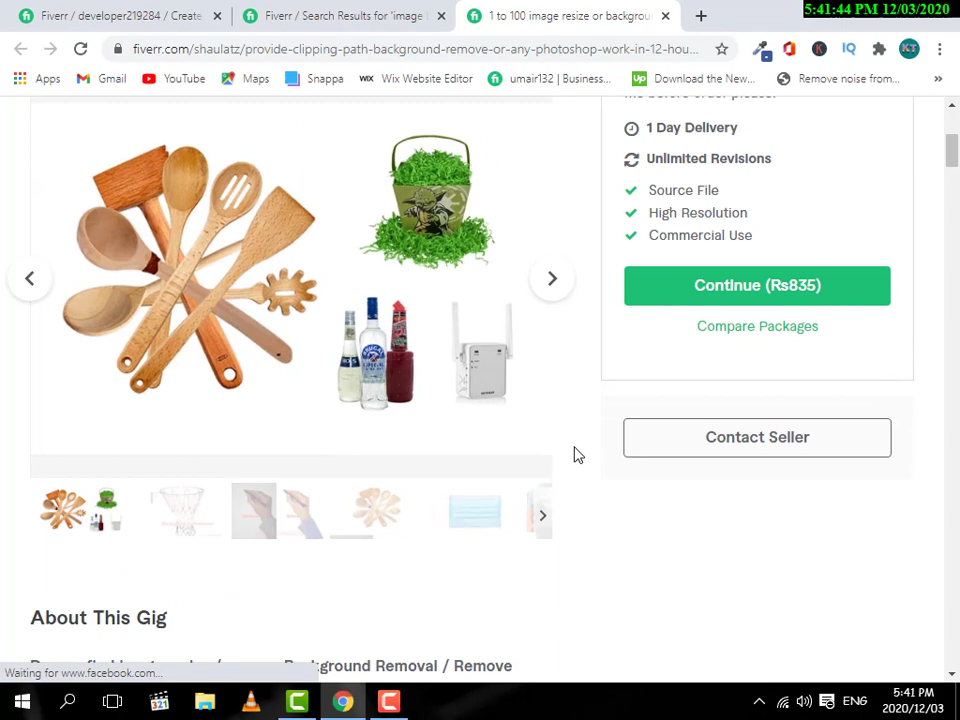 5:41:44 PM 12/03/2020
Fiverr / developer219284 / Create
Fiverr / Search Results for "image
1 to 100 image resize or backgrou
fiverr.com/shaulatz/provide-clipping-path-background-remove-or-any-photoshop-work-in-12-hou...
Apps
Gmail
YouTube
Maps
Snappa
Wix Website Editor
umair132 | Business...
Download the New...
Remove noise from...
1 Day Delivery
Unlimited Revisions
Source File
High Resolution
Commercial Use
Continue (Rs835)
Compare Packages
Contact Seller
About This Gig
Background Removal / Remove
Waiting for www.facebook.com...
ENG
5:41 PM
2020/12/03